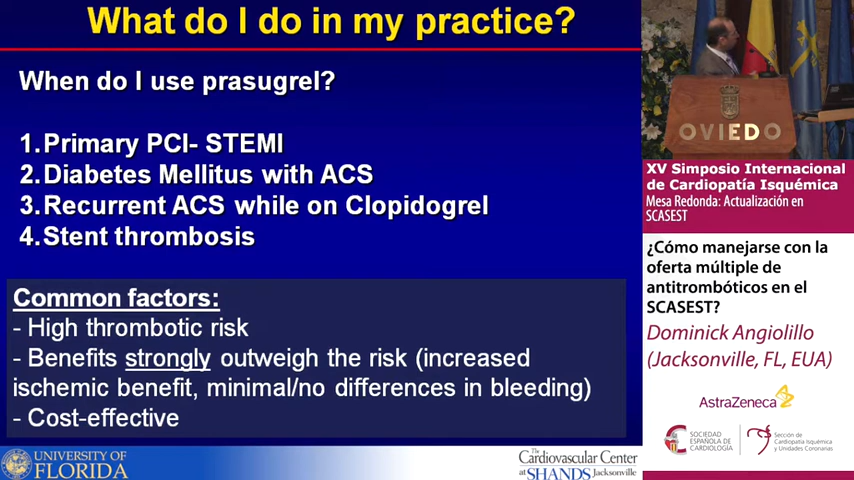 What do I do in my practice?
When do I use prasugrel?
1.Primary PCI- STEMI
2.Diabetes Mellitus with ACS
3.Recurrent ACS while on Clopidogrel
4.Stent thrombosis
Common factors:
- High thrombotic risk
- Benefits strongly outweigh the risk (increased
ischemic benefit, minimal/no differences in bleeding)
- Cost-effective
UNIVERSITY of
FLORIDA
The
Cardiovascular Center
at SHANDS Jacksonville
OVIEDO
XV Simposio Internacional
de Cardiopatía Isquémica
Mesa Redonda: Actualización en
SCASEST
¿Cómo manejarse con la
oferta múltiple de
antitrombóticos en el
SCASEST?
Dominick Angiolillo
(Jacksonville, FL, EUA)
AstraZeneca
SOCIEDAD
ESPAÑOLA DE
CARDIOLOGÍA
Sección de
Cardiopatía Isquémica
y Unidades Coronarias